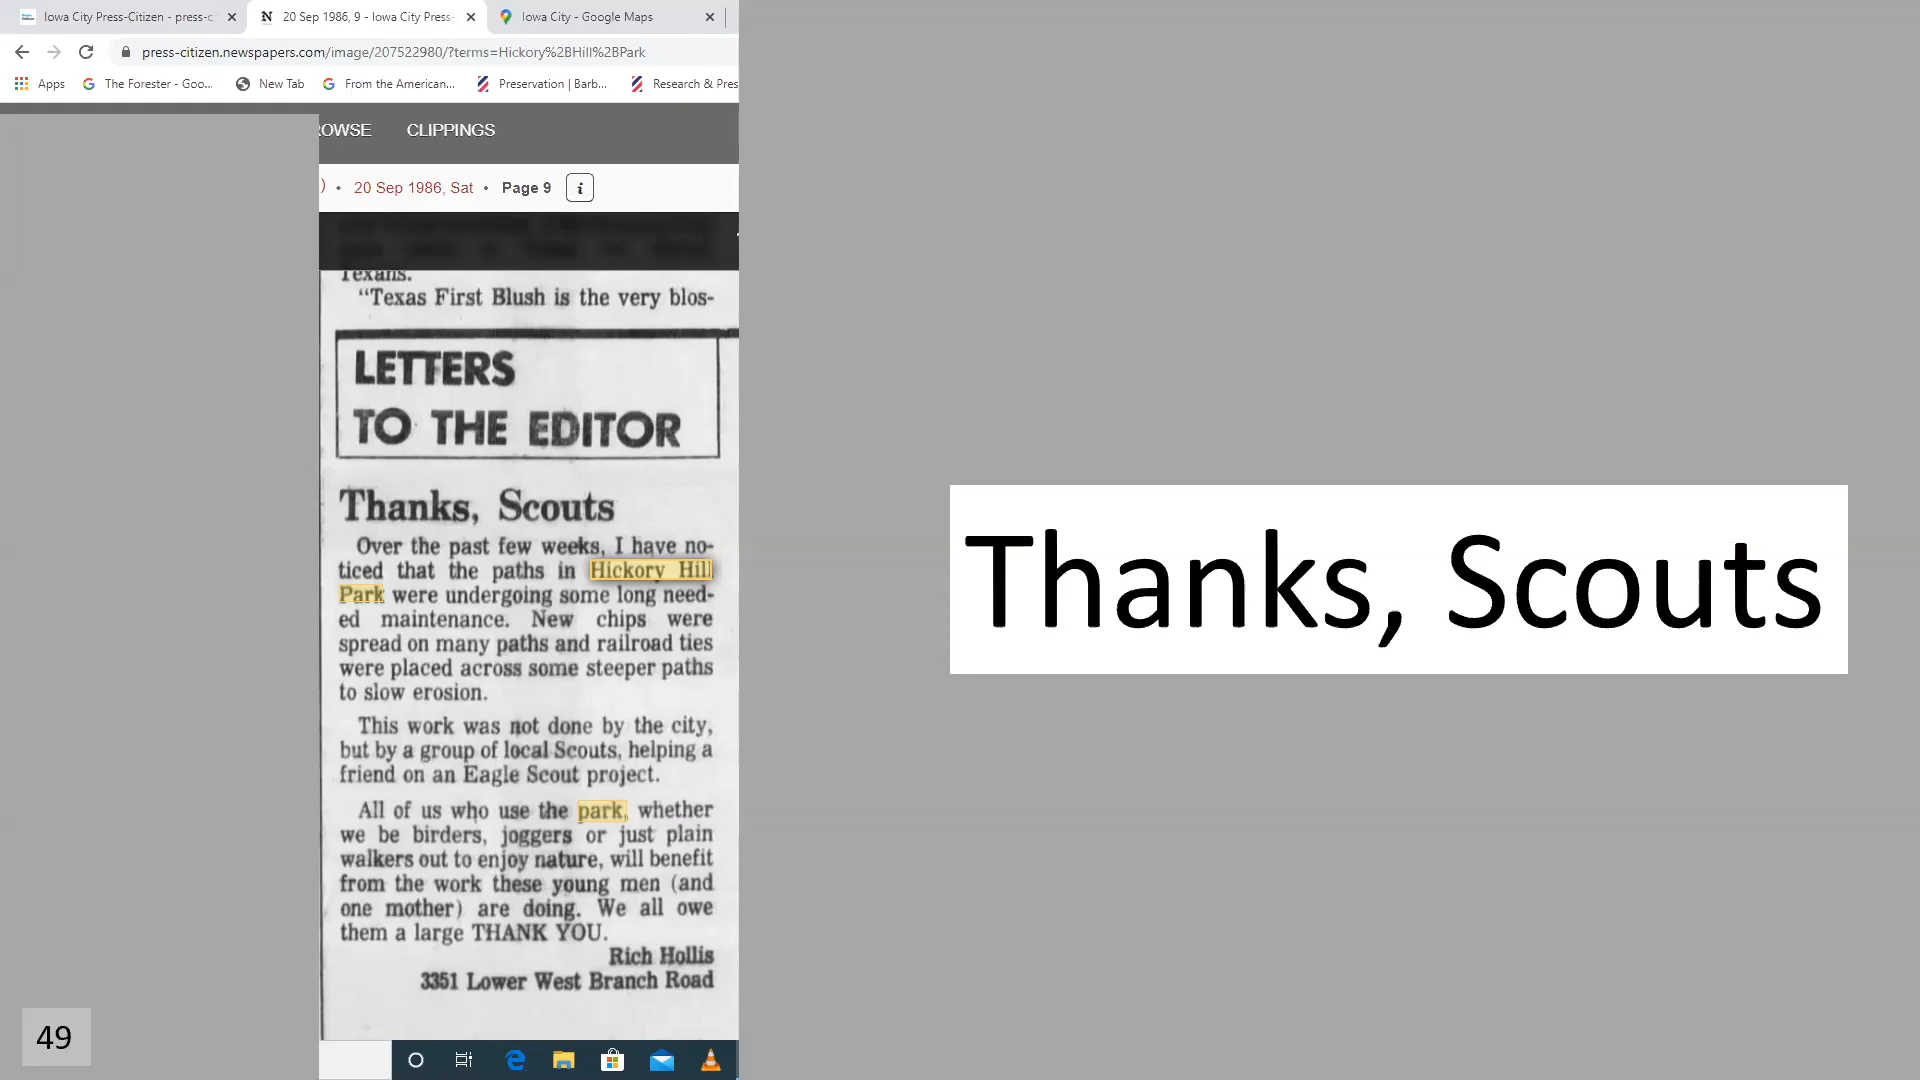 Iowa City Press-Citizen - press-c
20 Sep 1986, 9 - Iowa City Press-
Iowa City - Google Maps
press-citizen.newspapers.com/image/207522980/?terms=Hickory%2BHill%2BPark
Apps
The Forester - Goo...
New Tab
From the American...
Preservation | Barb...
Research & Pres
ROWSE
CLIPPINGS
) • 20 Sep 1986, Sat • Page 9
i
Texans.
"Texas First Blush is the very blos-
LETTERS
TO THE EDITOR
Thanks, Scouts
Over the past few weeks, I have no-
ticed that the paths in Hickory Hill
Park were undergoing some long need-
ed maintenance. New chips were
spread on many paths and railroad ties
were placed across some steeper paths
to slow erosion.
This work was not done by the city,
but by a group of local Scouts, helping a
friend on an Eagle Scout project.
All of us who use the park, whether
we be birders, joggers or just plain
walkers out to enjoy nature, will benefit
from the work these young men (and
one mother) are doing. We all owe
them a large THANK YOU.
Rich Hollis
3351 Lower West Branch Road
Thanks, Scouts
49